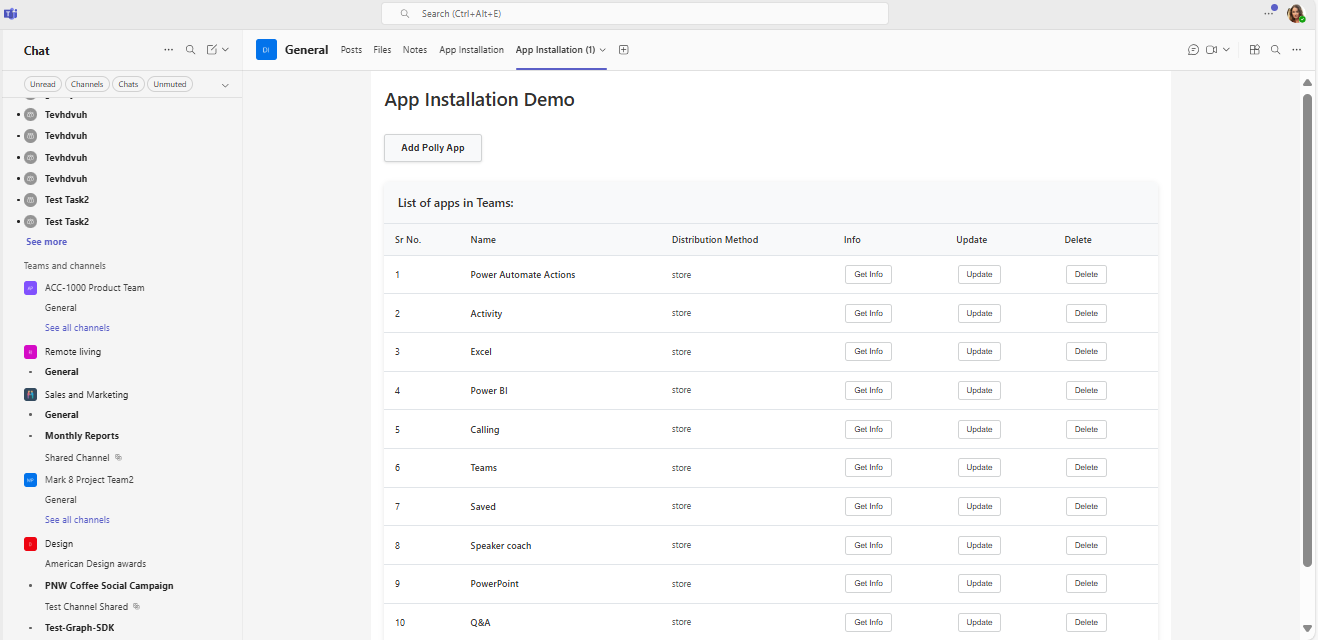 Search (Ctrl+Alt+E)
Chat
Unread Channels Chats Unmuted
Tevhdvuh
Tevhdvuh
Tevhdvuh
Tevhdvuh
Test Task2
Test Task2
See more
Teams and channels
ACC-1000 Product Team
General
See all channels
Remote living
General
Sales and Marketing
General
Monthly Reports
Shared Channel
Mark 8 Project Team2
General
See all channels
Design
American Design awards
PNW Coffee Social Campaign
Test Channel Shared
Test-Graph-SDK
DI General Posts Files Notes App Installation App Installation (1)
App Installation Demo
Add Polly App
List of apps in Teams:
Sr No. Name Distribution Method Info Update Delete
1 Power Automate Actions store Get Info Update Delete
2 Activity store Get Info Update Delete
3 Excel store Get Info Update Delete
4 Power BI store Get Info Update Delete
5 Calling store Get Info Update Delete
6 Teams store Get Info Update Delete
7 Saved store Get Info Update Delete
8 Speaker coach store Get Info Update Delete
9 PowerPoint store Get Info Update Delete
10 Q&A store Get Info Update Delete